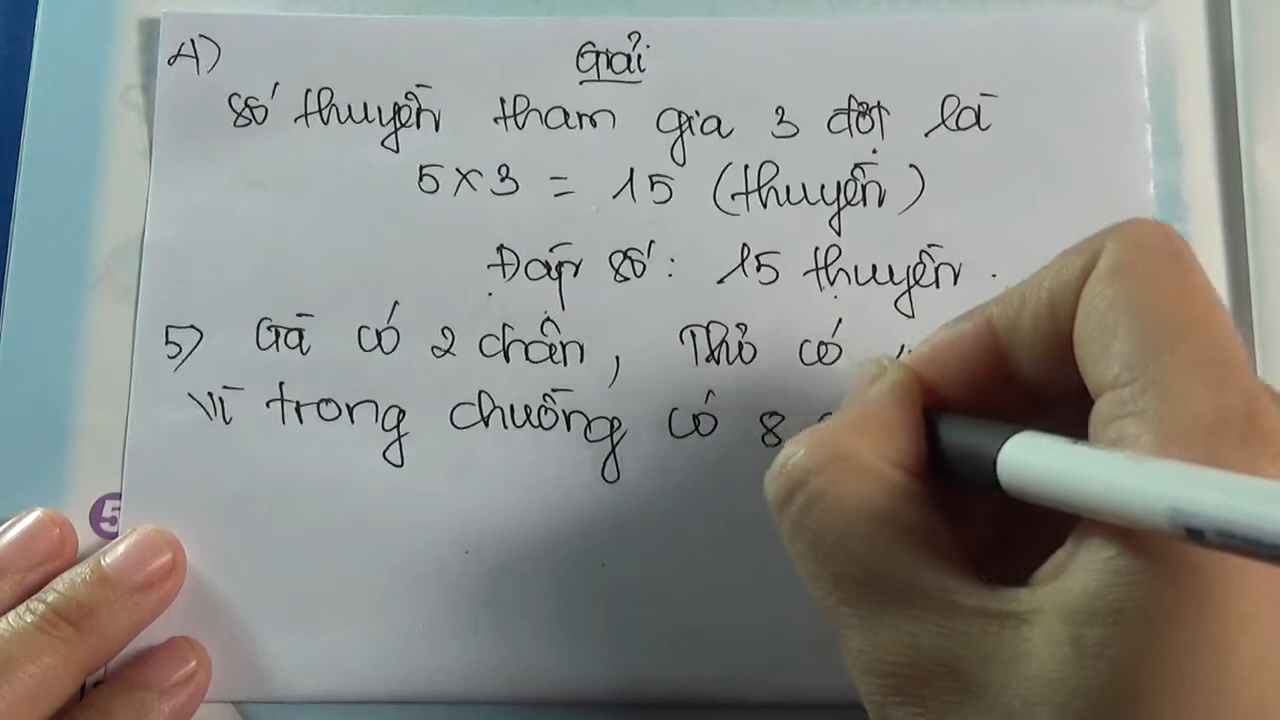 4)
Giải
Số thuyền tham gia 3 đợt là
5 x 3 = 15 (thuyền)
Đáp số: 15 thuyền.
5) Gà có 2 chân, Thỏ có
Vì trong chuồng có 8
5